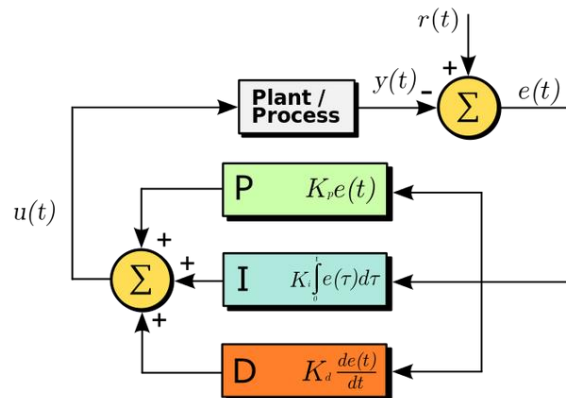 r(t)
+
Plant /
Process
y(t)
-
Σ
e(t)
P K_p e(t)
u(t)
+
Σ
+
I K_i ∫_0^t e(τ)dτ
+
D K_d de(t)/dt